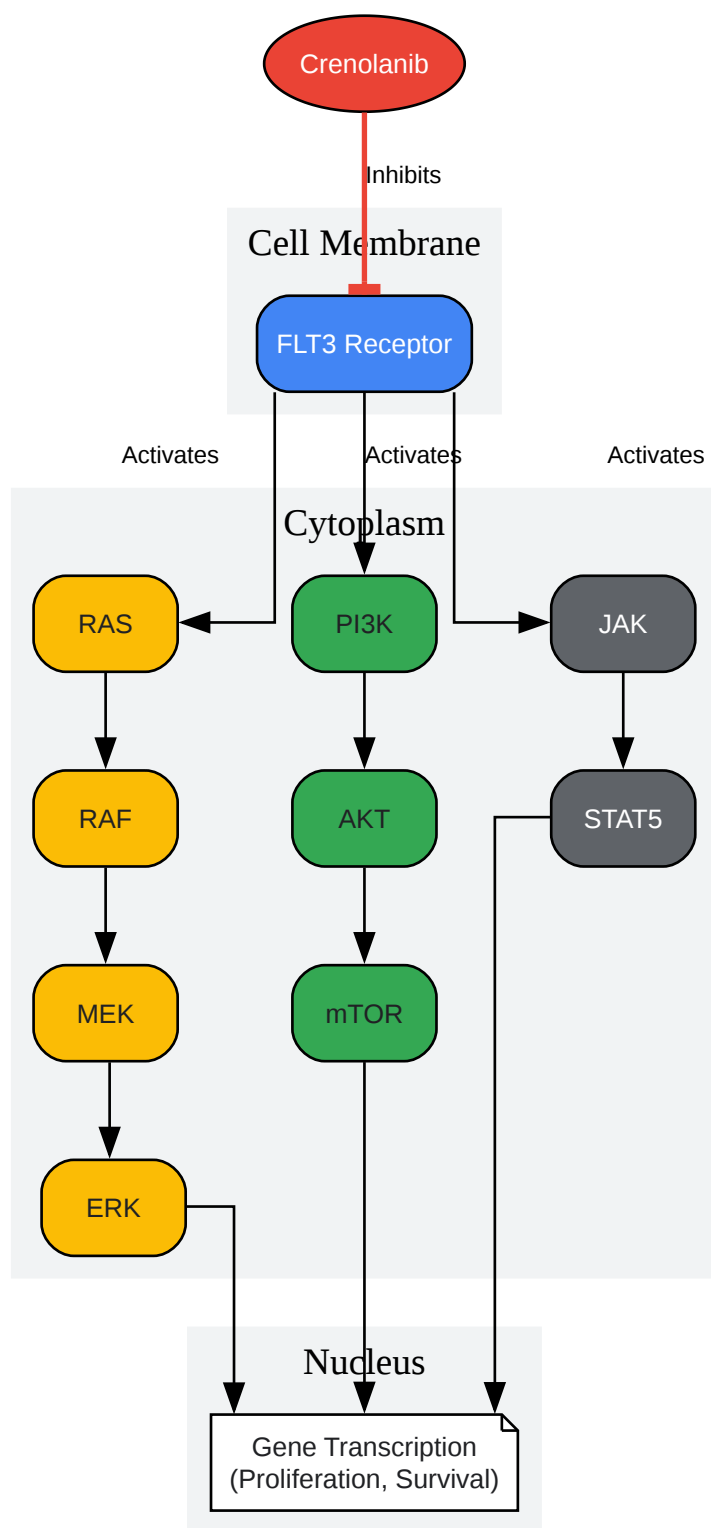 Crenolanib
Inhibits
Cell Membrane
FLT3 Receptor
Activates
Activates
Activates
Cytoplasm
RAS
PI3K
JAK
RAF
AKT
STAT5
MEK
mTOR
ERK
Nucleus
Gene Transcription
(Proliferation, Survival)